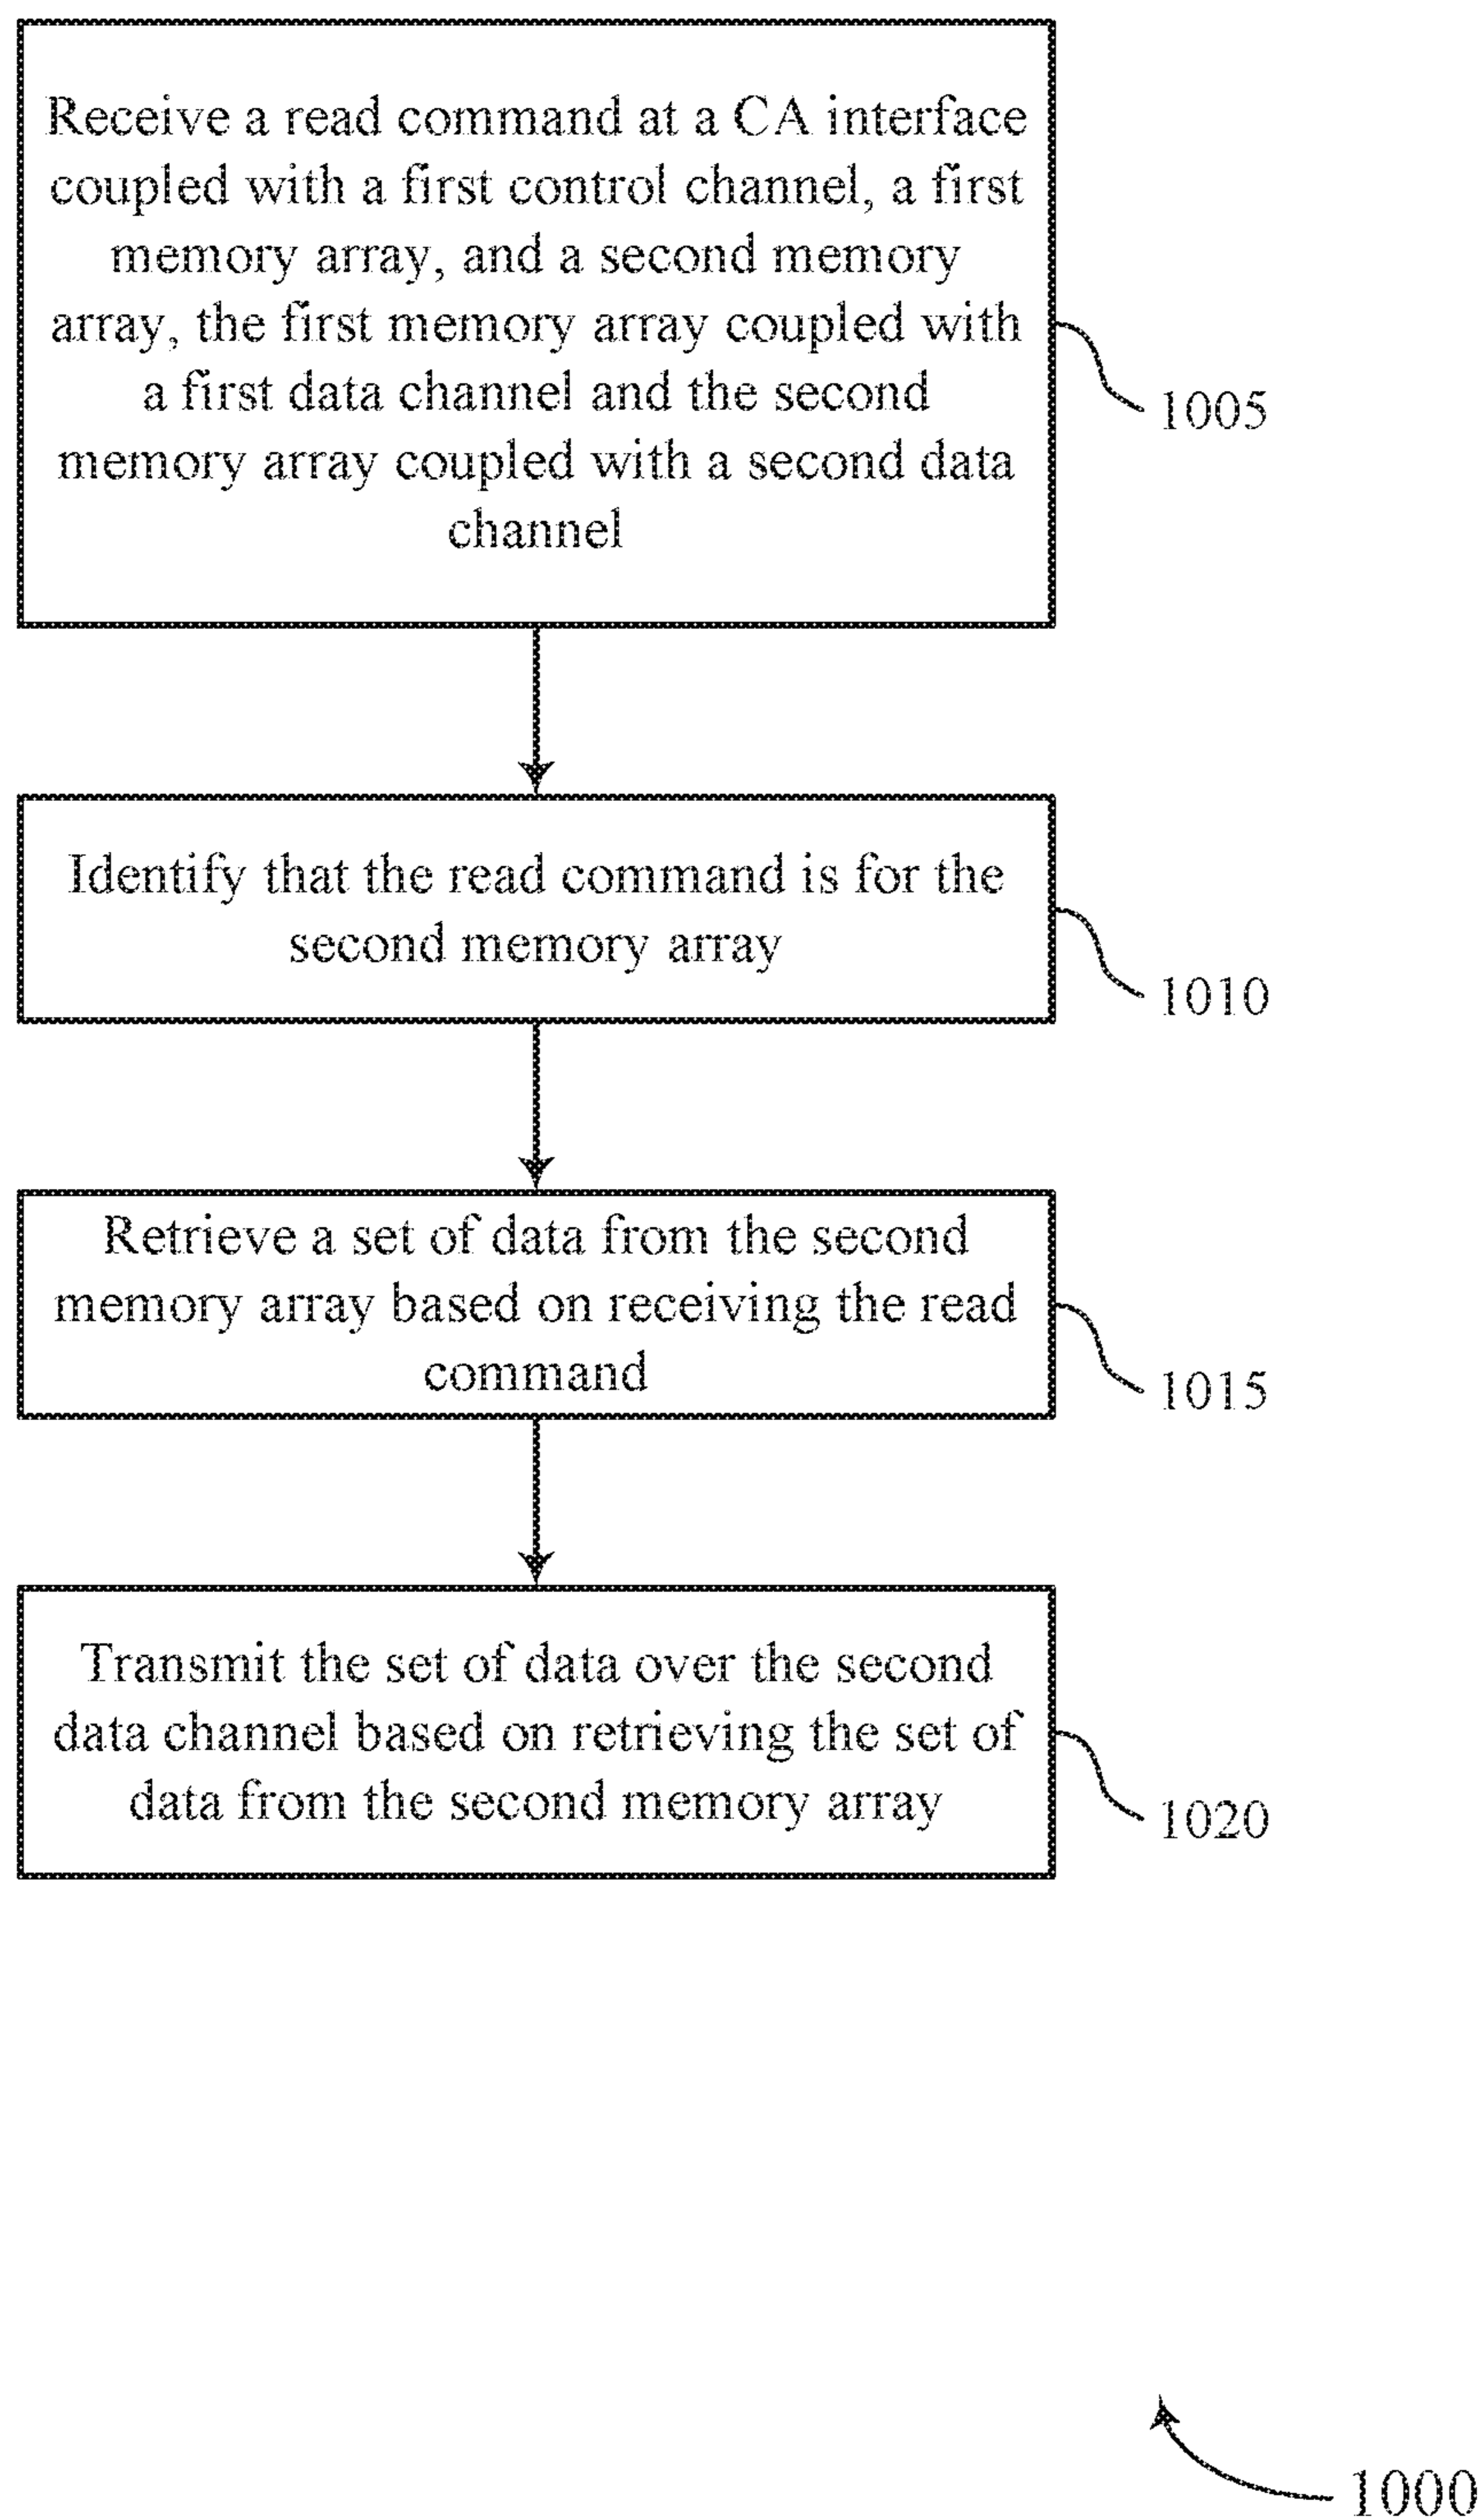 Receive a read command at a CA interface
coupled with a first control channel, a first
memory array, and a second memory
array, the first memory array coupled with
a first data channel and the second
memory array coupled with a second data
channel
1005
Identify that the read command is for the
second memory array
1010
Retrieve a set of data from the second
memory array based on receiving the read
command
1015
Transmit the set of data over the second
data channel based on retrieving the set of
data from the second memory array
1020
1000